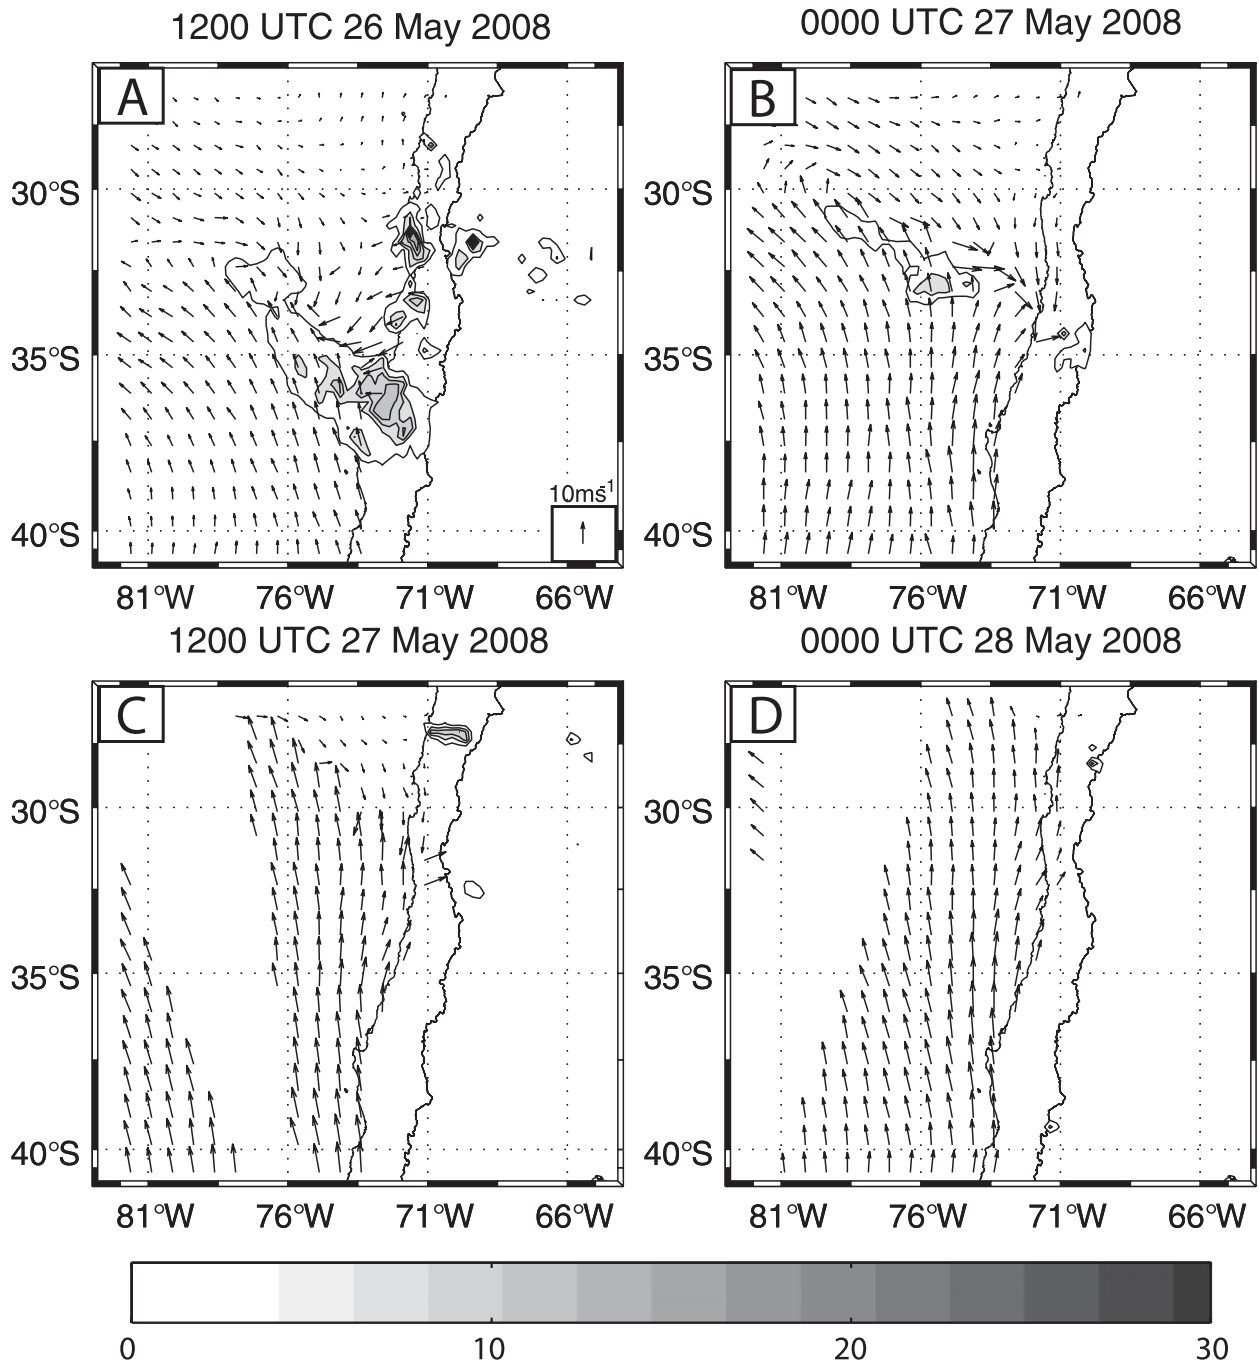 1200 UTC 26 May 2008
0000 UTC 27 May 2008
A
B
30°S
30°S
35°S
35°S
10ms⁻¹
40°S
40°S
81°W 76°W 71°W 66°W
81°W 76°W 71°W 66°W
1200 UTC 27 May 2008
0000 UTC 28 May 2008
C
D
30°S
30°S
35°S
35°S
40°S
40°S
81°W 76°W 71°W 66°W
81°W 76°W 71°W 66°W
0 10 20 30